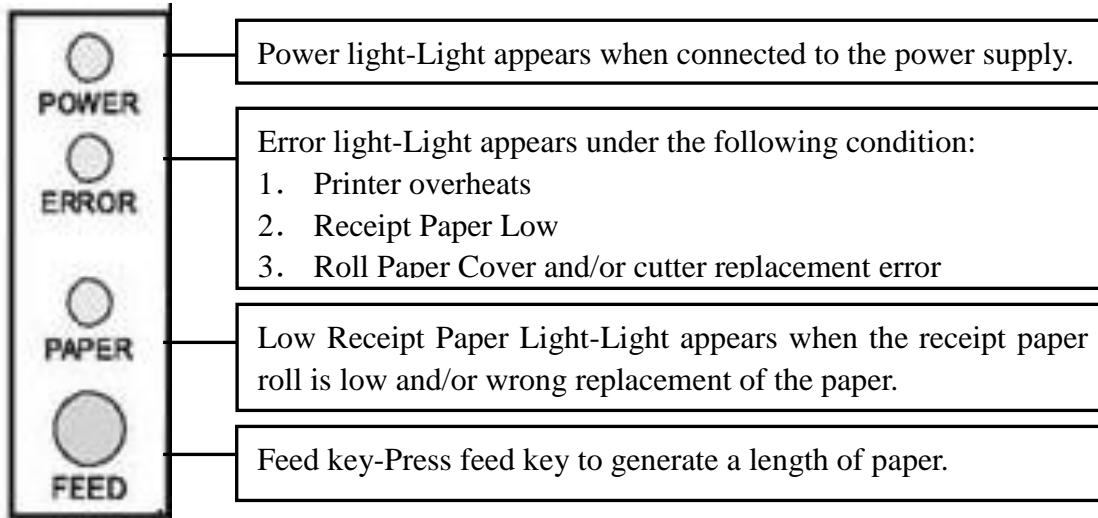 POWER
Power light-Light appears when connected to the power supply.
ERROR
Error light-Light appears under the following condition:
1. Printer overheats
2. Receipt Paper Low
3. Roll Paper Cover and/or cutter replacement error
PAPER
Low Receipt Paper Light-Light appears when the receipt paper
roll is low and/or wrong replacement of the paper.
FEED
Feed key-Press feed key to generate a length of paper.